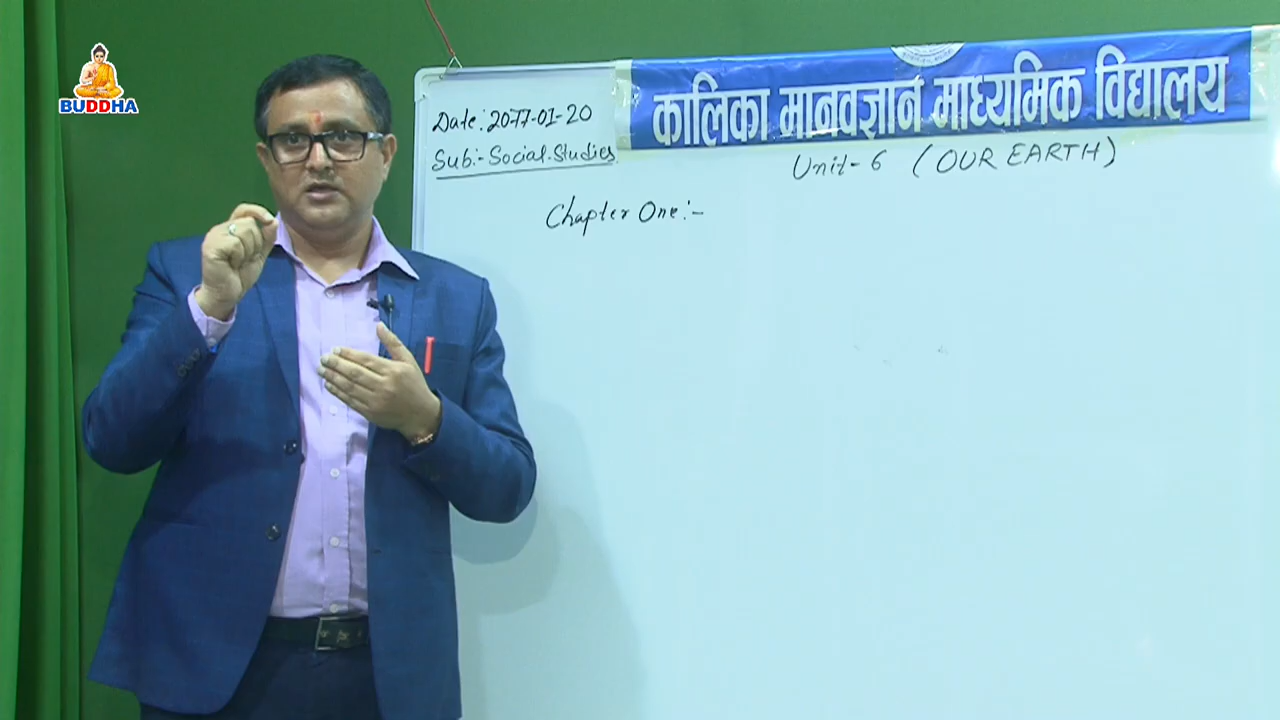 BUDDHA
कालिका मानवज्ञान माध्यमिक विद्यालय
Date: 2077-01-20
Sub:- Social Studies
Unit- 6 (OUR EARTH)
Chapter One:-